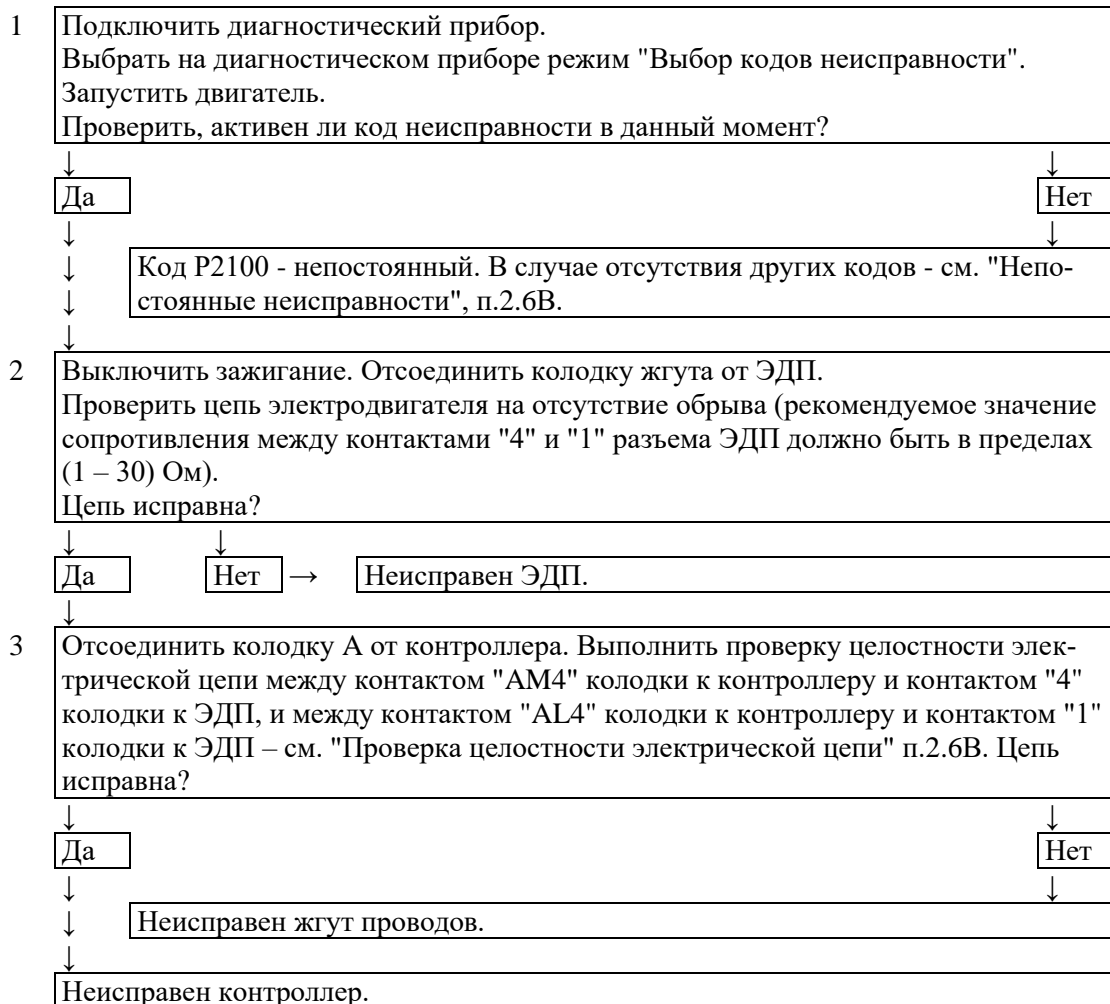 1 Подключить диагностический прибор.
Выбрать на диагностическом приборе режим "Выбор кодов неисправности".
Запустить двигатель.
Проверить, активен ли код неисправности в данный момент?
↓ ↓
Да Нет
↓ ↓
↓ Код Р2100 - непостоянный. В случае отсутствия других кодов - см. "Непо-
↓ стоянные неисправности", п.2.6В.
↓
2 Выключить зажигание. Отсоединить колодку жгута от ЭДП.
Проверить цепь электродвигателя на отсутствие обрыва (рекомендуемое значение
сопротивления между контактами "4" и "1" разъема ЭДП должно быть в пределах
(1 – 30) Ом).
Цепь исправна?
↓ ↓
Да Нет → Неисправен ЭДП.
↓
3 Отсоединить колодку А от контроллера. Выполнить проверку целостности элек-
трической цепи между контактом "АМ4" колодки к контроллеру и контактом "4"
колодки к ЭДП, и между контактом "AL4" колодки к контроллеру и контактом "1"
колодки к ЭДП – см. "Проверка целостности электрической цепи" п.2.6В. Цепь
исправна?
↓ ↓
Да Нет
↓ ↓
↓ Неисправен жгут проводов.
↓
Неисправен контроллер.